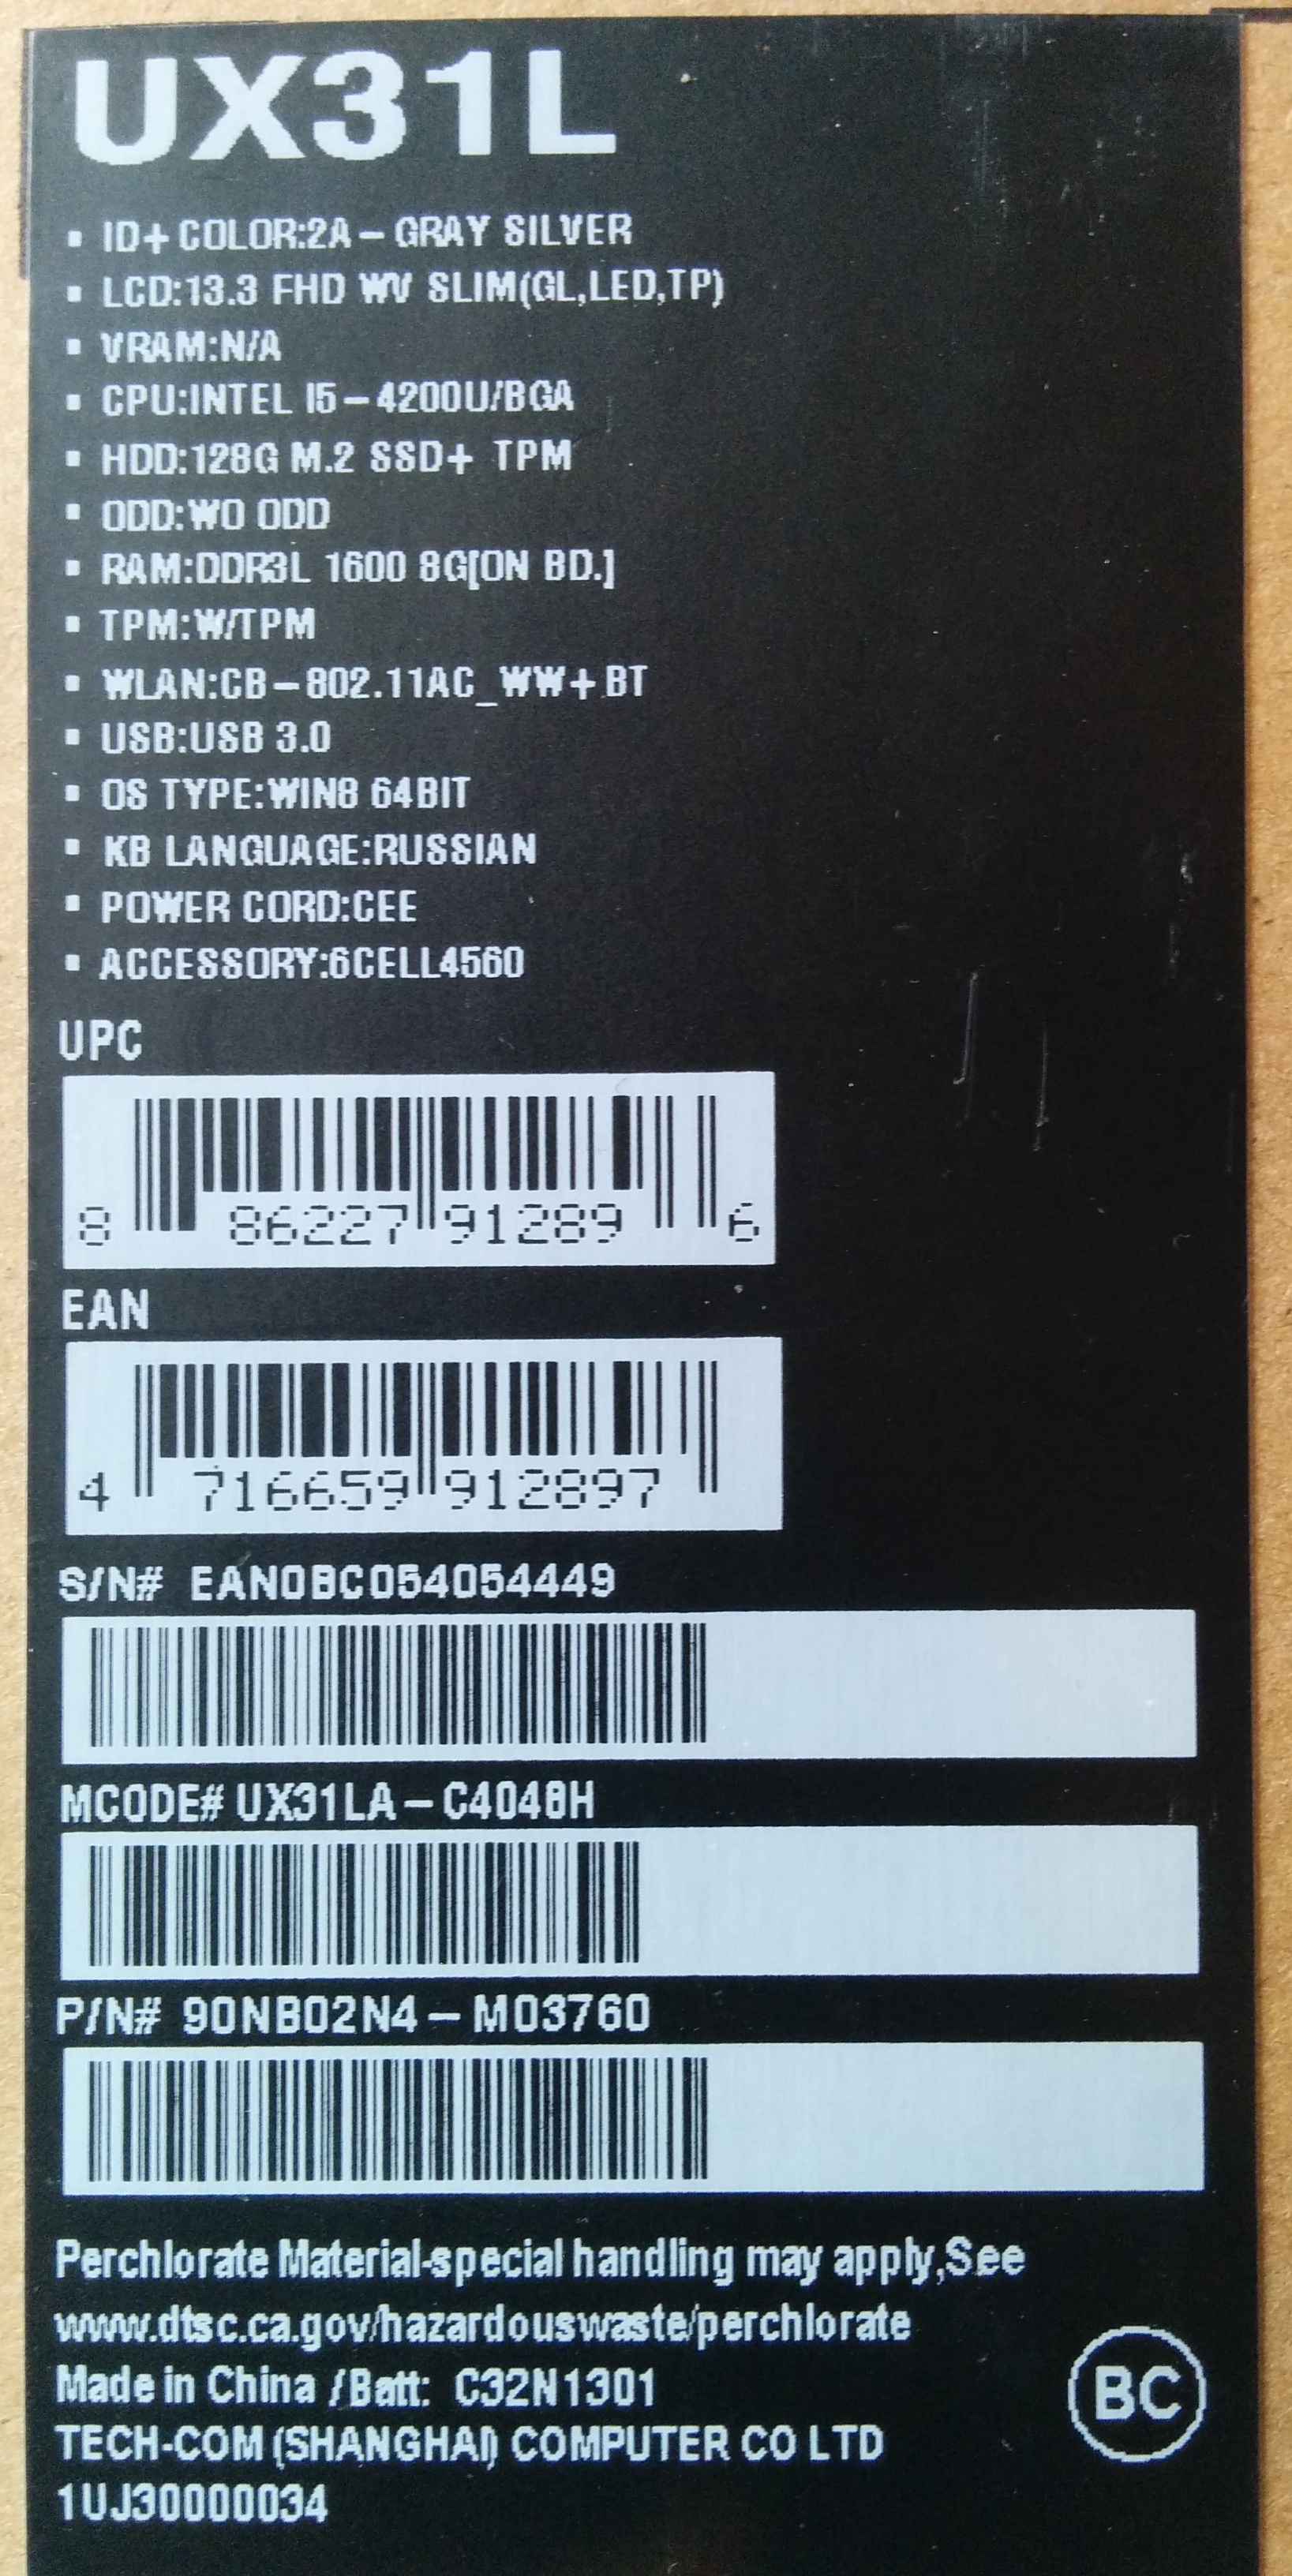 UX31L
▪ ID+COLOR:2A-GRAY SILVER
▪ LCD:13.3 FHD WV SLIM(GL,LED,TP)
▪ VRAM:N/A
▪ CPU:INTEL I5-4200U/BGA
▪ HDD:128G M.2 SSD+ TPM
▪ ODD:WO ODD
▪ RAM:DDR3L 1600 8G[ON BD.]
▪ TPM:W/TPM
▪ WLAN:CB-802.11AC_WW+BT
▪ USB:USB 3.0
▪ OS TYPE:WIN8 64BIT
▪ KB LANGUAGE:RUSSIAN
▪ POWER CORD:CEE
▪ ACCESSORY:6CELL4560
UPC
8 86227 91289 6
EAN
4 716659 912897
S/N# EAN0BC054054449
MCODE# UX31LA-C4048H
P/N# 90NB02N4-M03760
Perchlorate Material-special handling may apply,See
www.dtsc.ca.gov/hazardouswaste/perchlorate
Made in China /Batt: C32N1301
TECH-COM (SHANGHAI) COMPUTER CO LTD
BC
1UJ30000034